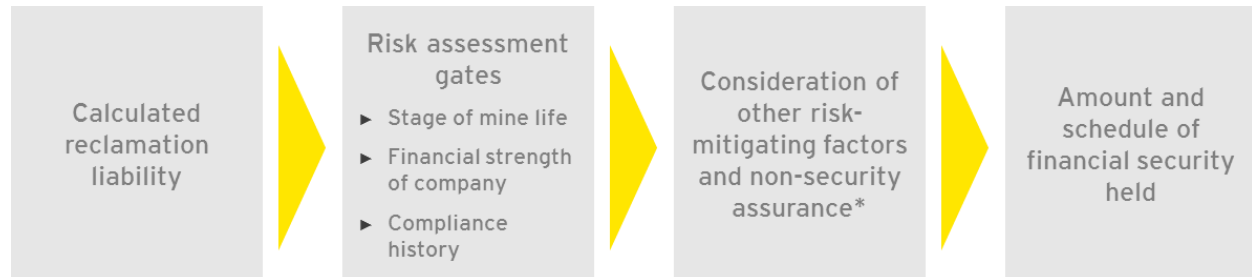 Calculated
reclamation
liability
Risk assessment
gates
► Stage of mine life
► Financial strength
of company
► Compliance
history
Consideration of
other risk-
mitigating factors
and non-security
assurance*
Amount and
schedule of
financial security
held